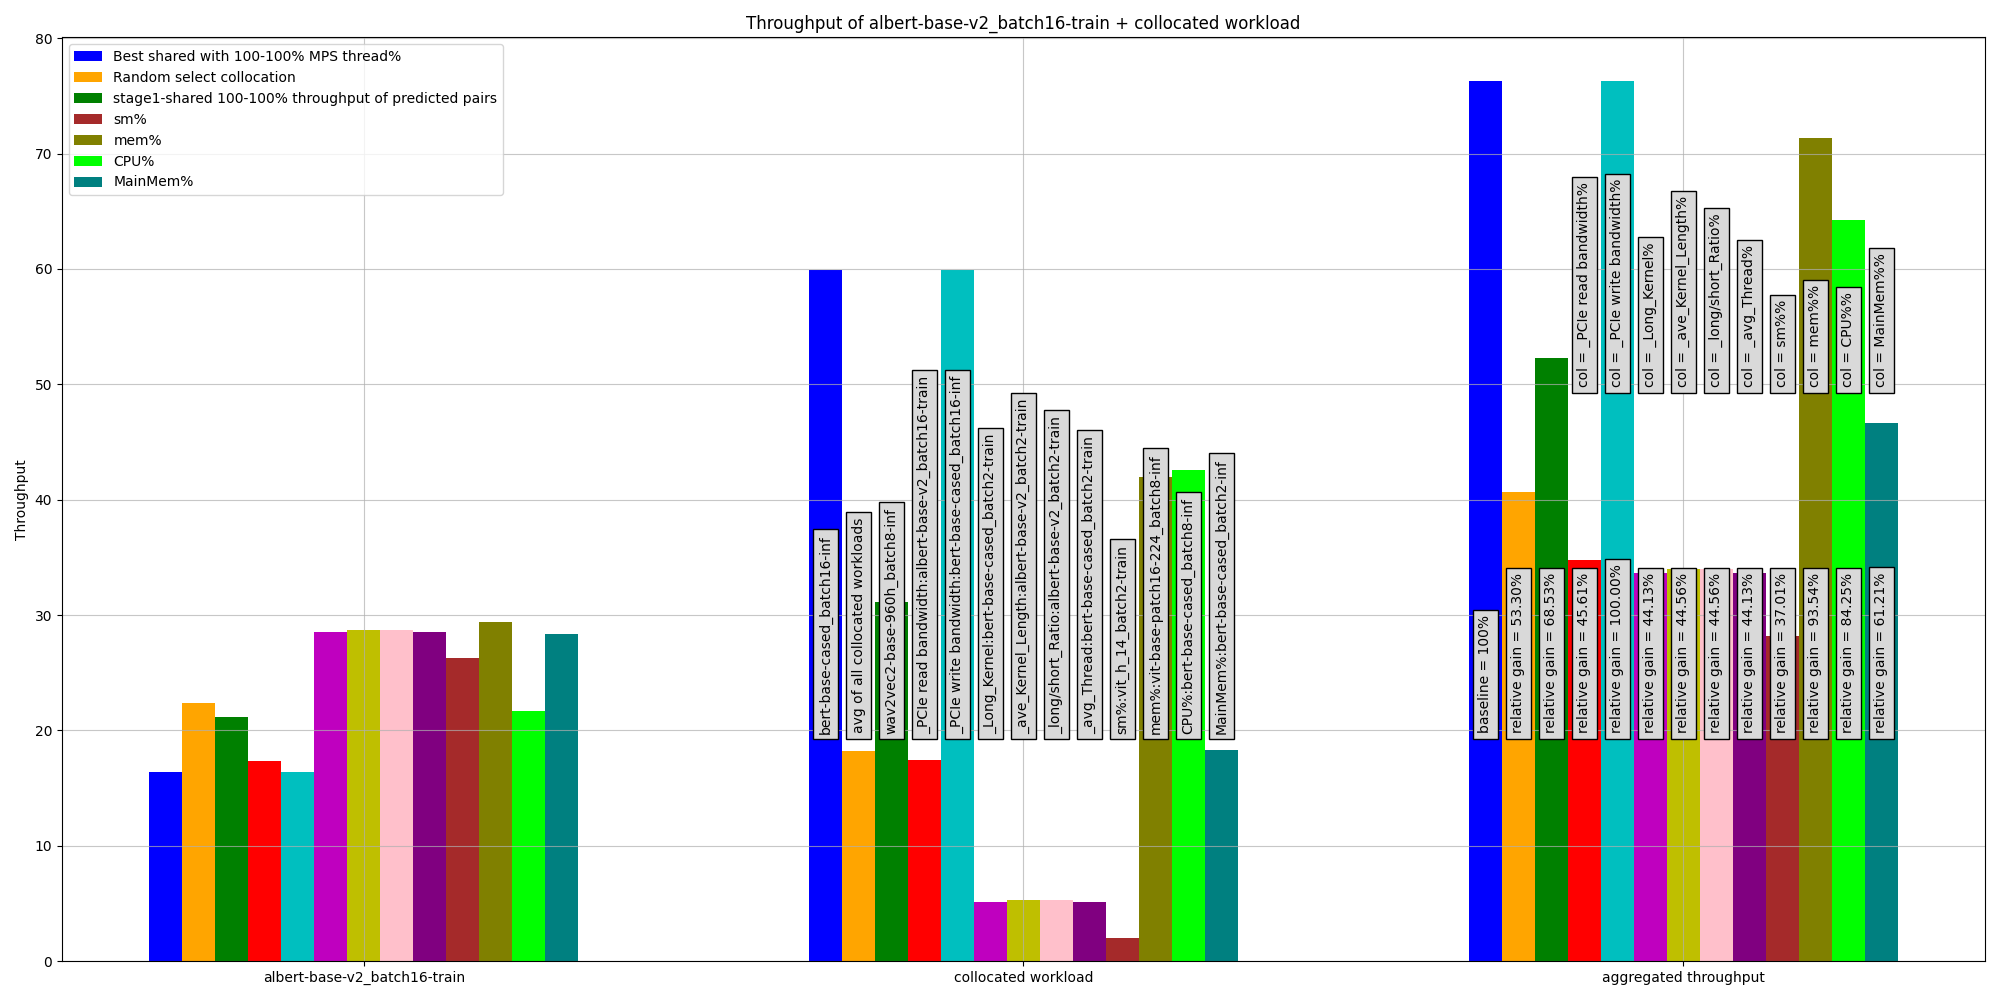 Throughput of albert-base-v2_batch16-train + collocated workload
Best shared with 100-100% MPS thread%
Random select collocation
stage1-shared 100-100% throughput of predicted pairs
sm%
mem%
CPU%
MainMem%
Throughput
80
70
60
50
40
30
20
10
0
bert-base-cased_batch16-inf
avg of all collocated workloads
wav2vec2-base-960h_batch8-inf
_PCIe read bandwidth:albert-base-v2_batch16-train
_PCIe write bandwidth:bert-base-cased_batch16-inf
_Long_Kernel:bert-base-cased_batch2-train
_ave_Kernel_Length:albert-base-v2_batch2-train
_long/short_Ratio:albert-base-v2_batch2-train
_avg_Thread:bert-base-cased_batch2-train
sm%:vit_h_14_batch2-train
mem%:vit-base-patch16-224_batch8-inf
CPU%:bert-base-cased_batch8-inf
MainMem%:bert-base-cased_batch2-inf
col = _PCIe read bandwidth%
col = _PCIe write bandwidth%
col = _Long_Kernel%
col = _ave_Kernel_Length%
col = _long/short_Ratio%
col = _avg_Thread%
col = sm%%
col = mem%%
col = CPU%%
col = MainMem%%
baseline = 100%
relative gain = 53.30%
relative gain = 68.53%
relative gain = 45.61%
relative gain = 100.00%
relative gain = 44.13%
relative gain = 44.56%
relative gain = 44.56%
relative gain = 44.13%
relative gain = 37.01%
relative gain = 93.54%
relative gain = 84.25%
relative gain = 61.21%
albert-base-v2_batch16-train
collocated workload
aggregated throughput